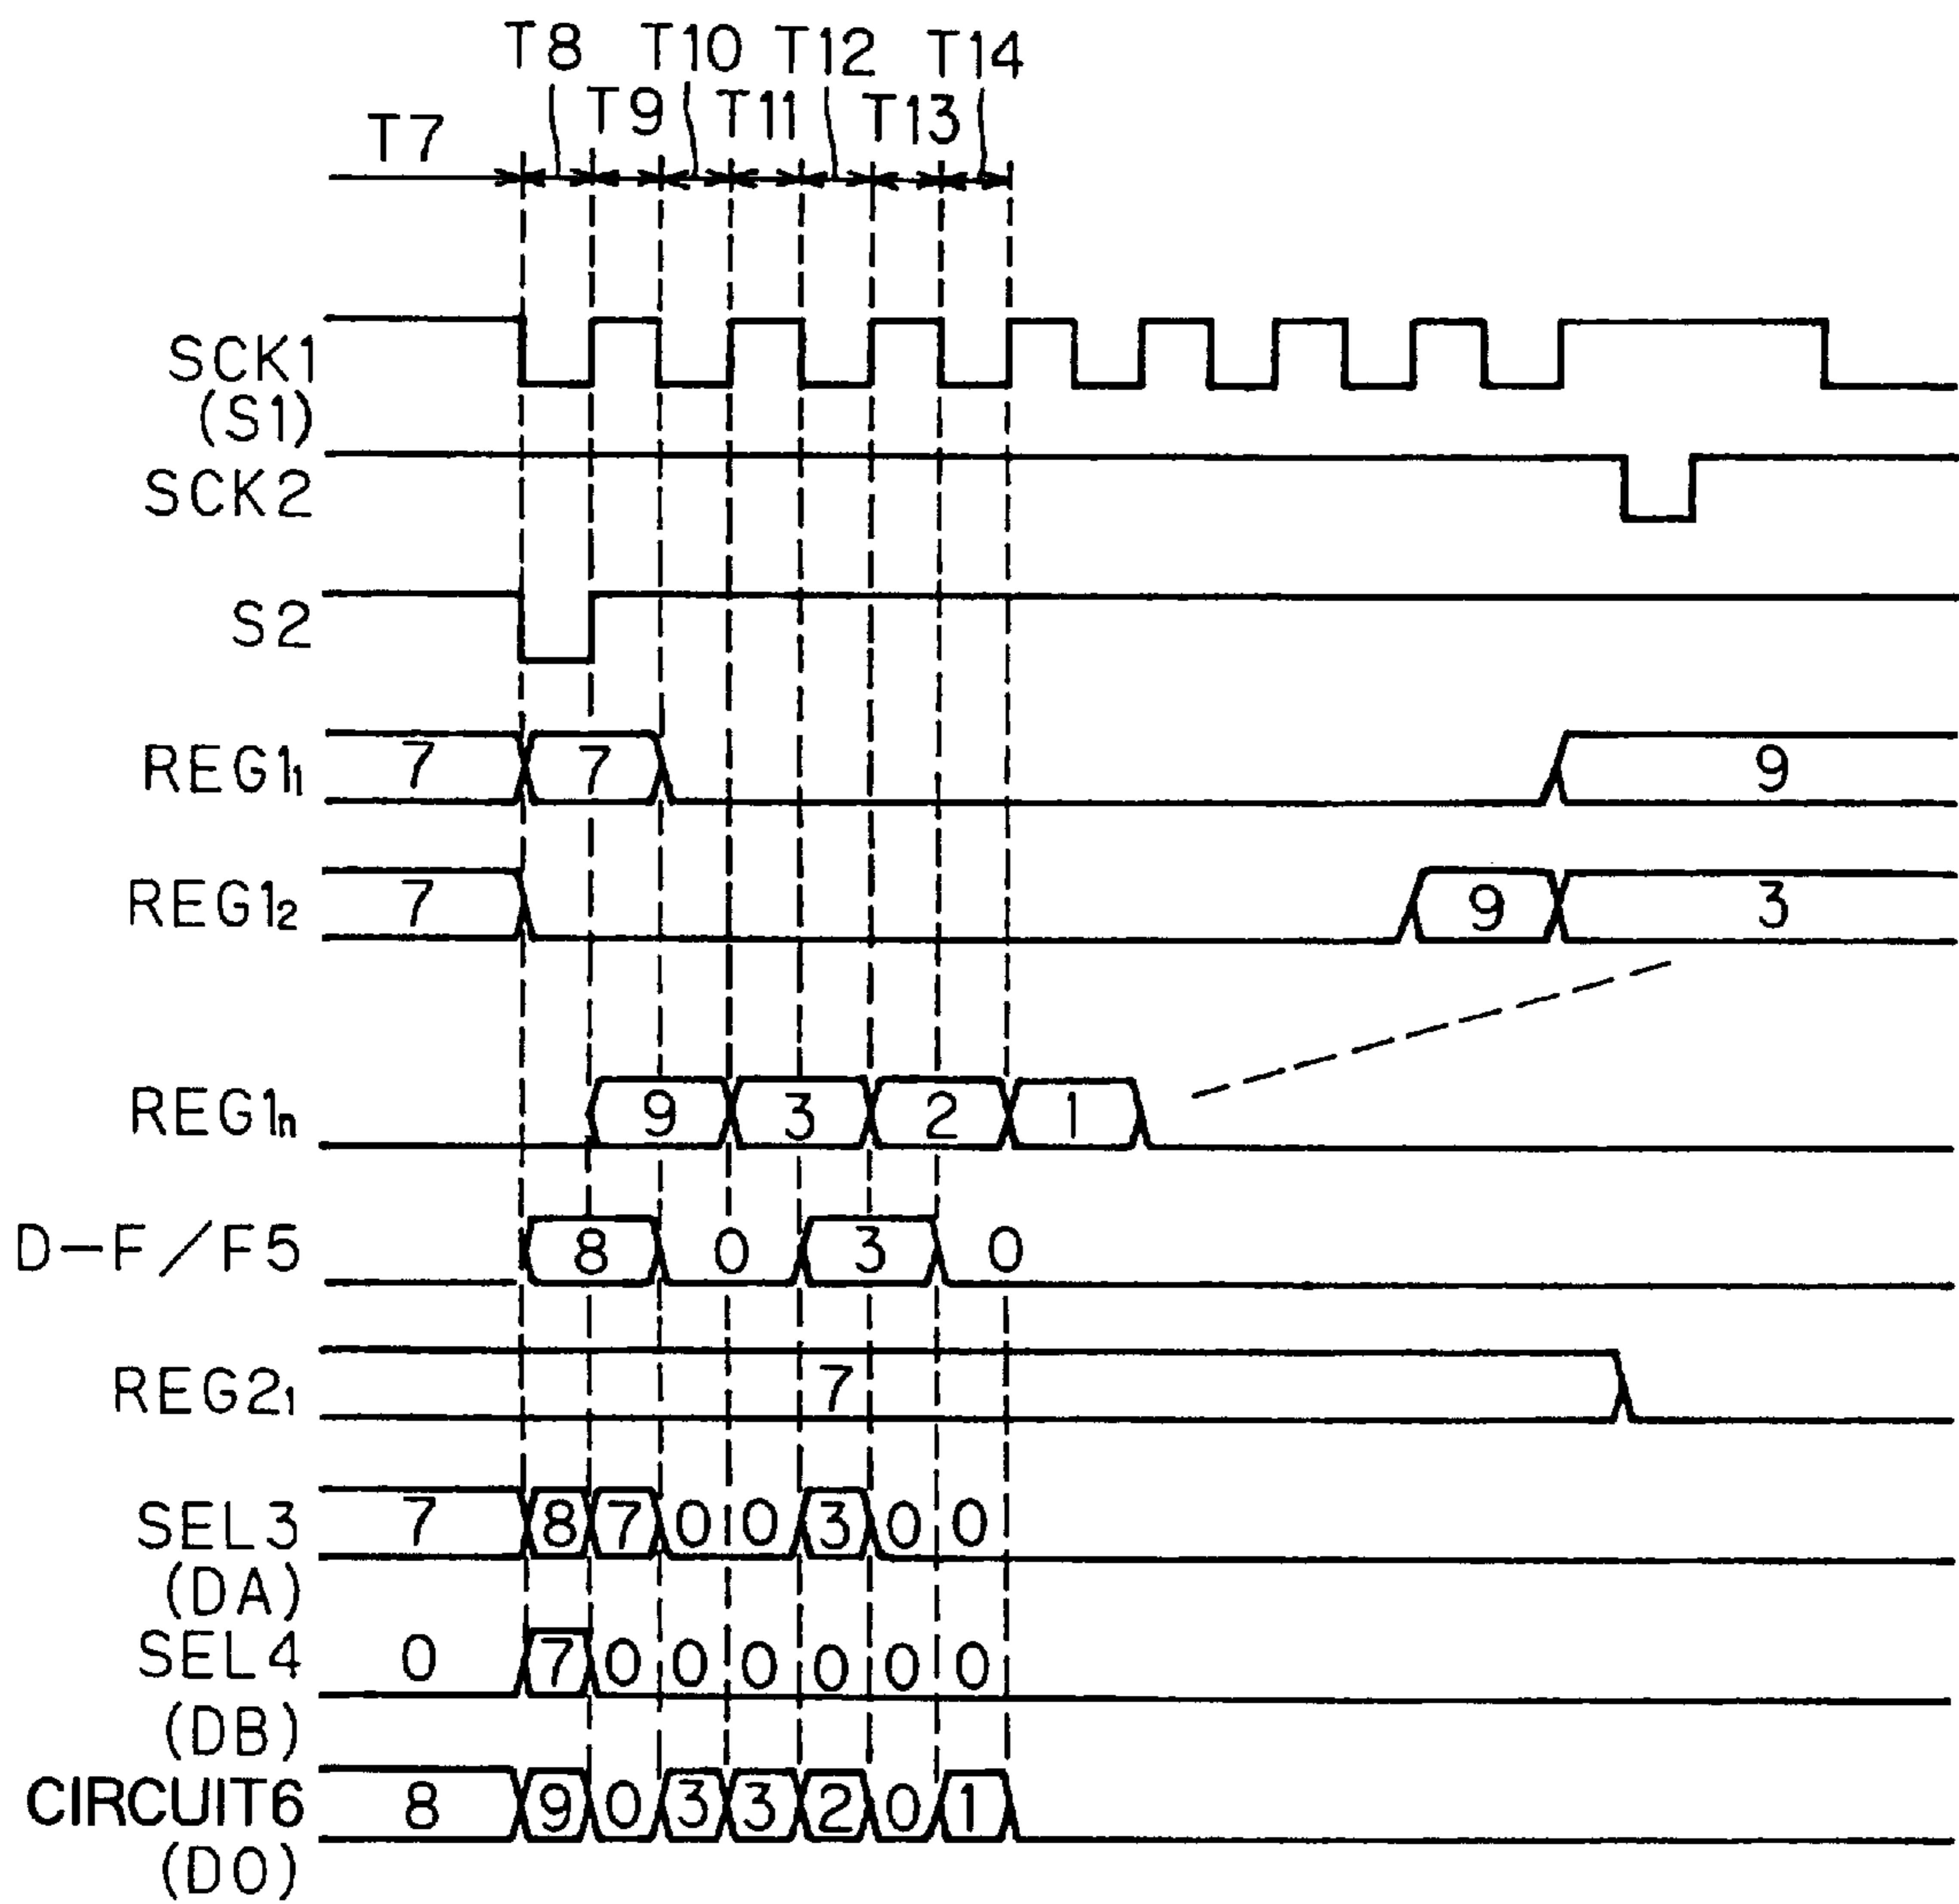 T8 T10 T12 T14
T7 T9 T11 T13
SCK1
(S1)
SCK2
S2
REG1₁ 7 7 9
REG1₂ 7 9 3
REG1n 9 3 2 1
D-F/F5 8 0 3 0
REG2₁ 7
SEL3 7 8 7 0 0 3 0 0
(DA)
SEL4 0 7 0 0 0 0 0 0
(DB)
CIRCUIT6 8 9 0 3 3 2 0 1
(DO)